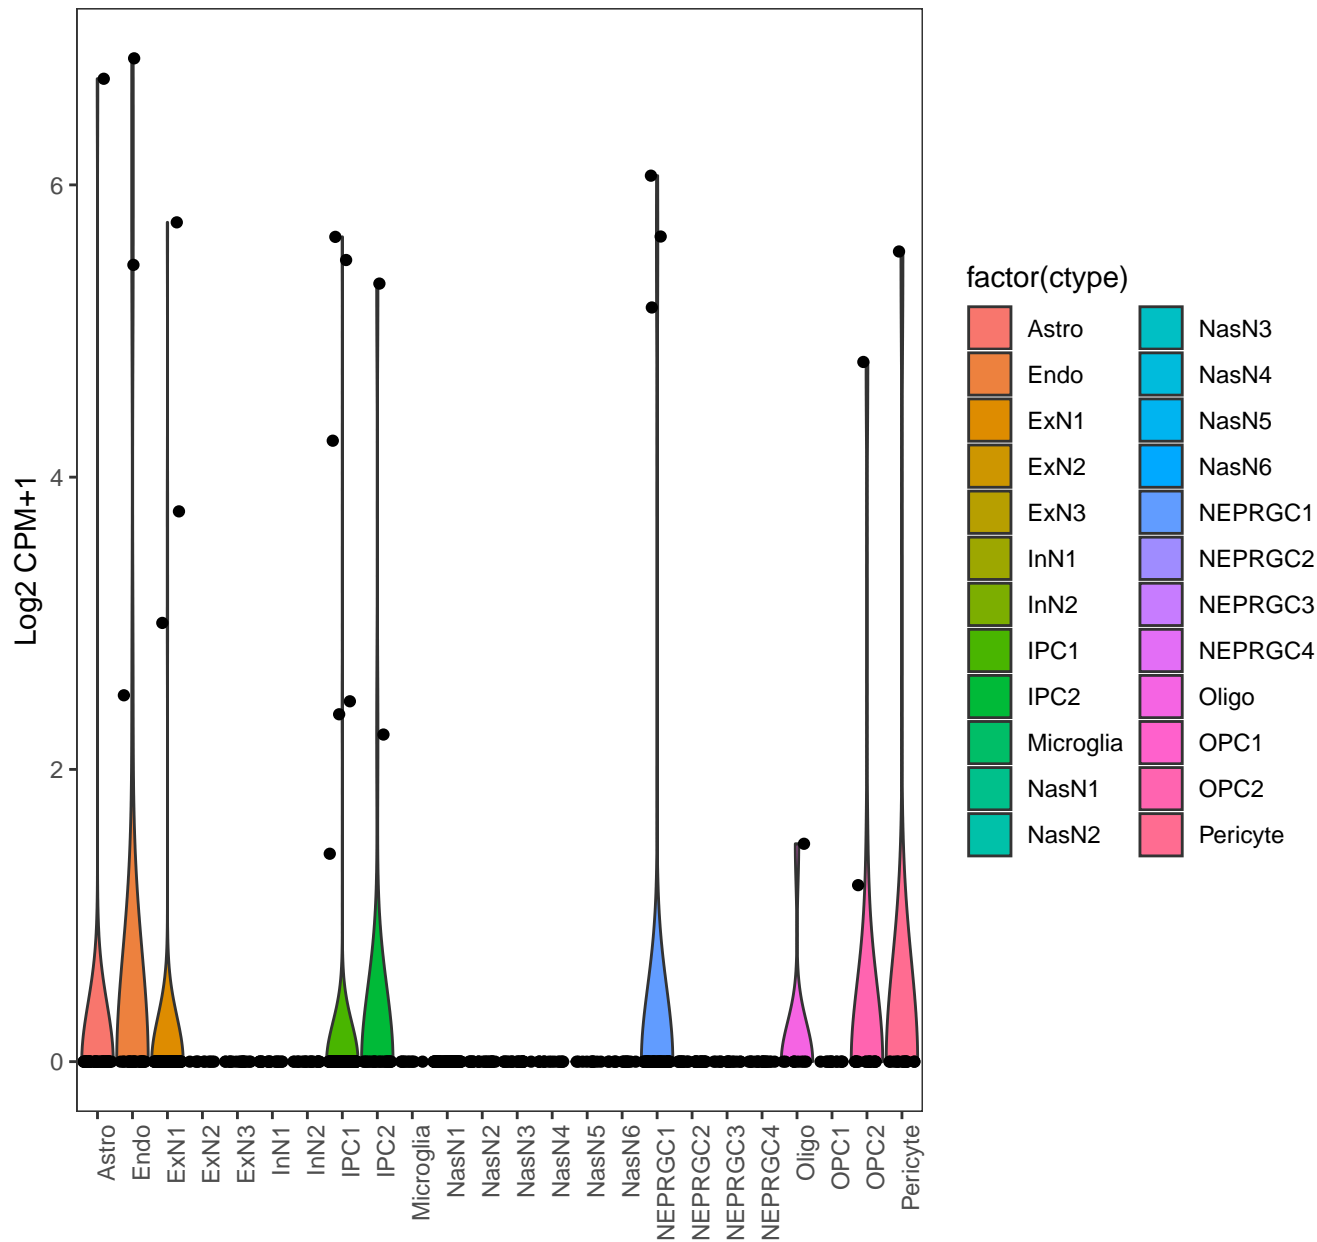 Log2 CPM+1
6
4
2
0
Astro
Endo
ExN1
ExN2
ExN3
InN1
InN2
IPC1
IPC2
Microglia
NasN1
NasN2
NasN3
NasN4
NasN5
NasN6
NEPRGC1
NEPRGC2
NEPRGC3
NEPRGC4
Oligo
OPC1
OPC2
Pericyte
factor(ctype)
Astro
Endo
ExN1
ExN2
ExN3
InN1
InN2
IPC1
IPC2
Microglia
NasN1
NasN2
NasN3
NasN4
NasN5
NasN6
NEPRGC1
NEPRGC2
NEPRGC3
NEPRGC4
Oligo
OPC1
OPC2
Pericyte